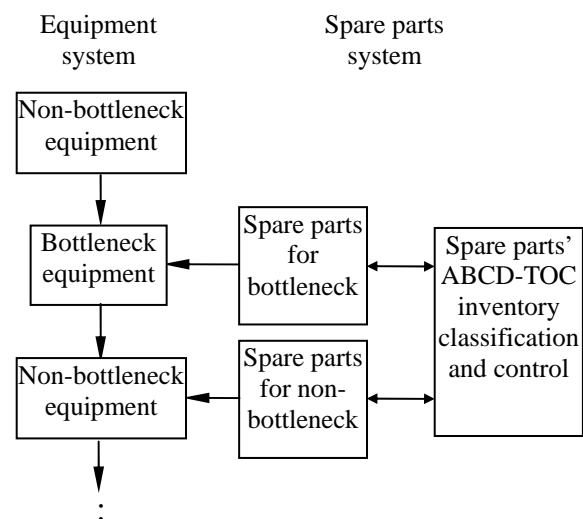 Equipment
system
Spare parts
system
Non-bottleneck
equipment
Bottleneck
equipment
Spare parts
for
bottleneck
Spare parts’
ABCD-TOC
inventory
classification
and control
Non-bottleneck
equipment
Spare parts
for non-
bottleneck